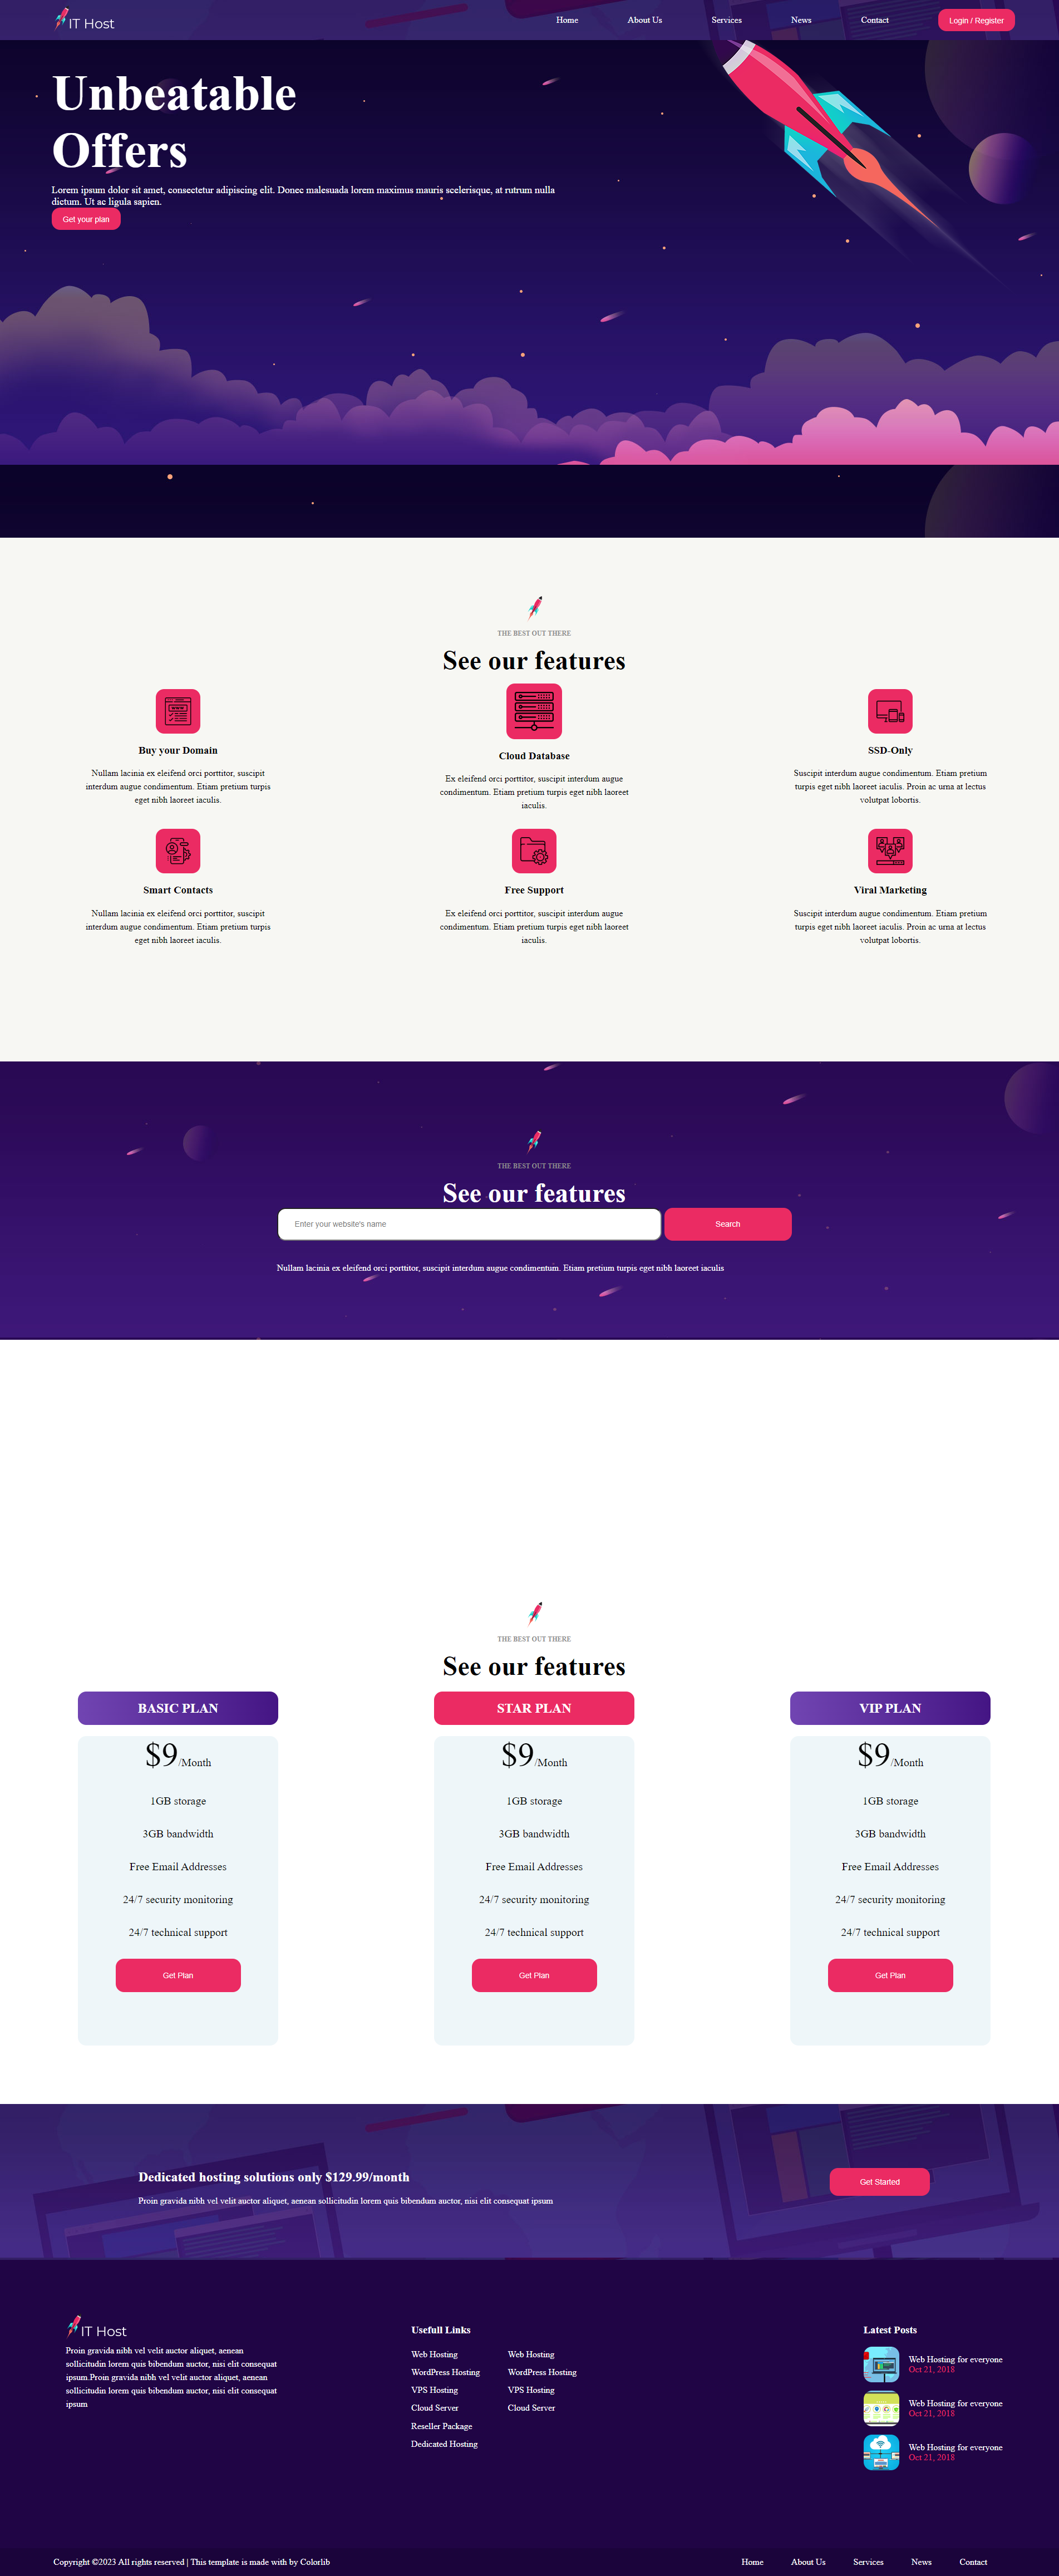 IT Host
Home About Us Services News Contact Login / Register
Unbeatable
Offers
Lorem ipsum dolor sit amet, consectetur adipiscing elit. Donec malesuada lorem maximus mauris scelerisque, at rutrum nulla
dictum. Ut ac ligula sapien.
Get your plan
THE BEST OUT THERE
See our features
Buy your Domain
Nullam lacinia ex eleifend orci porttitor, suscipit
interdum augue condimentum. Etiam pretium turpis
eget nibh laoreet iaculis.
Cloud Database
Ex eleifend orci porttitor, suscipit interdum augue
condimentum. Etiam pretium turpis eget nibh laoreet
iaculis.
SSD-Only
Suscipit interdum augue condimentum. Etiam pretium
turpis eget nibh laoreet iaculis. Proin ac urna at lectus
volutpat lobortis.
Smart Contacts
Nullam lacinia ex eleifend orci porttitor, suscipit
interdum augue condimentum. Etiam pretium turpis
eget nibh laoreet iaculis.
Free Support
Ex eleifend orci porttitor, suscipit interdum augue
condimentum. Etiam pretium turpis eget nibh laoreet
iaculis.
Viral Marketing
Suscipit interdum augue condimentum. Etiam pretium
turpis eget nibh laoreet iaculis. Proin ac urna at lectus
volutpat lobortis.
THE BEST OUT THERE
See our features
Enter your website's name Search
Nullam lacinia ex eleifend orci porttitor, suscipit interdum augue condimentum. Etiam pretium turpis eget nibh laoreet iaculis
THE BEST OUT THERE
See our features
BASIC PLAN
$9/Month
1GB storage
3GB bandwidth
Free Email Addresses
24/7 security monitoring
24/7 technical support
Get Plan
STAR PLAN
$9/Month
1GB storage
3GB bandwidth
Free Email Addresses
24/7 security monitoring
24/7 technical support
Get Plan
VIP PLAN
$9/Month
1GB storage
3GB bandwidth
Free Email Addresses
24/7 security monitoring
24/7 technical support
Get Plan
Dedicated hosting solutions only $129.99/month
Proin gravida nibh vel velit auctor aliquet, aenean sollicitudin lorem quis bibendum auctor, nisi elit consequat ipsum
Get Started
IT Host
Proin gravida nibh vel velit auctor aliquet, aenean
sollicitudin lorem quis bibendum auctor, nisi elit consequat
ipsum.Proin gravida nibh vel velit auctor aliquet, aenean
sollicitudin lorem quis bibendum auctor, nisi elit consequat
ipsum
Usefull Links
Web Hosting
WordPress Hosting
VPS Hosting
Cloud Server
Reseller Package
Dedicated Hosting
Web Hosting
WordPress Hosting
VPS Hosting
Cloud Server
Latest Posts
Web Hosting for everyone
Oct 21, 2018
Web Hosting for everyone
Oct 21, 2018
Web Hosting for everyone
Oct 21, 2018
Copyright ©2023 All rights reserved | This template is made with by Colorlib
Home About Us Services News Contact